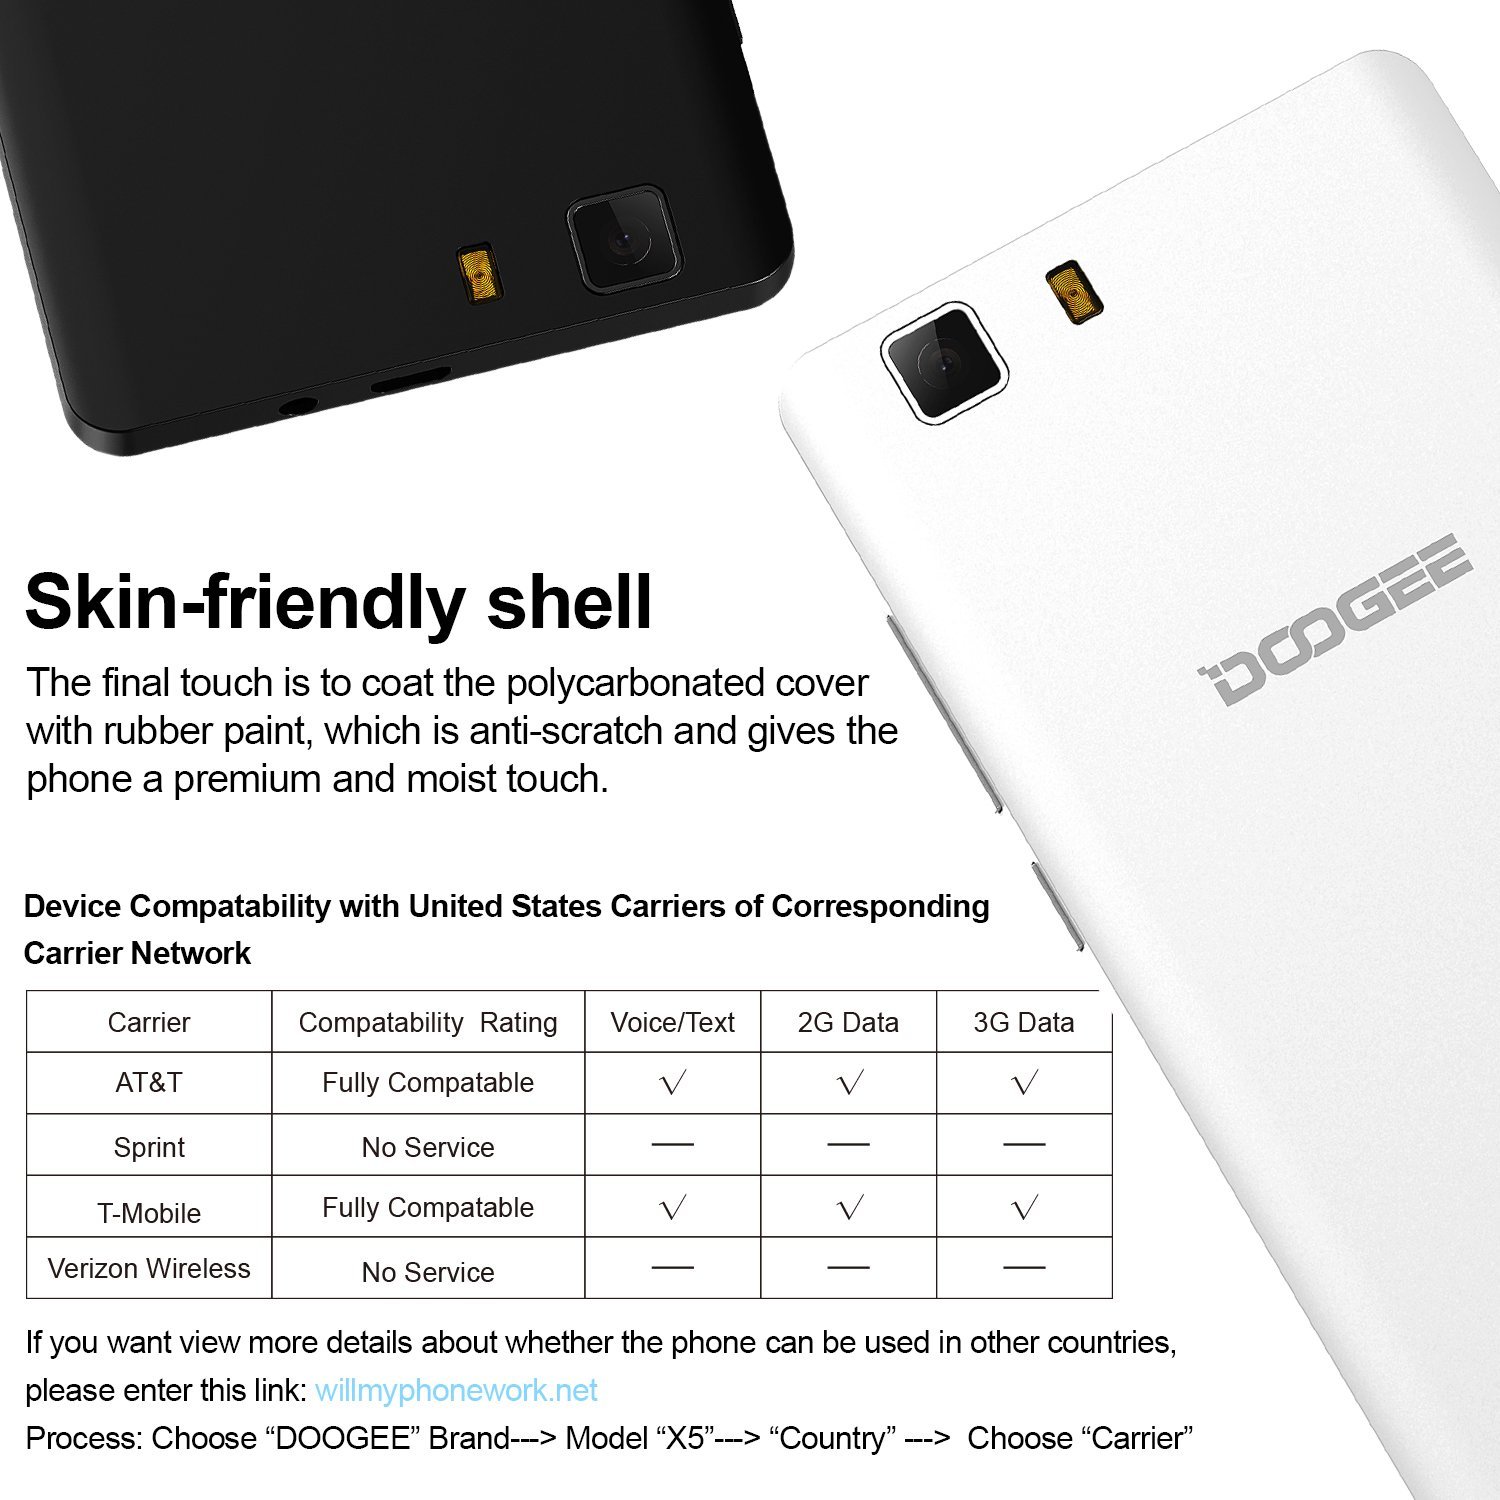 DOOGEE
Skin-friendly shell
The final touch is to coat the polycarbonated cover
with rubber paint, which is anti-scratch and gives the
phone a premium and moist touch.
Device Compatability with United States Carriers of Corresponding
Carrier Network
Carrier Compatability Rating Voice/Text 2G Data 3G Data
AT&T Fully Compatable √ √ √
Sprint No Service — — —
T-Mobile Fully Compatable √ √ √
Verizon Wireless No Service — — —
If you want view more details about whether the phone can be used in other countries,
please enter this link: willmyphonework.net
Process: Choose “DOOGEE” Brand---> Model “X5”---> “Country” ---> Choose “Carrier”